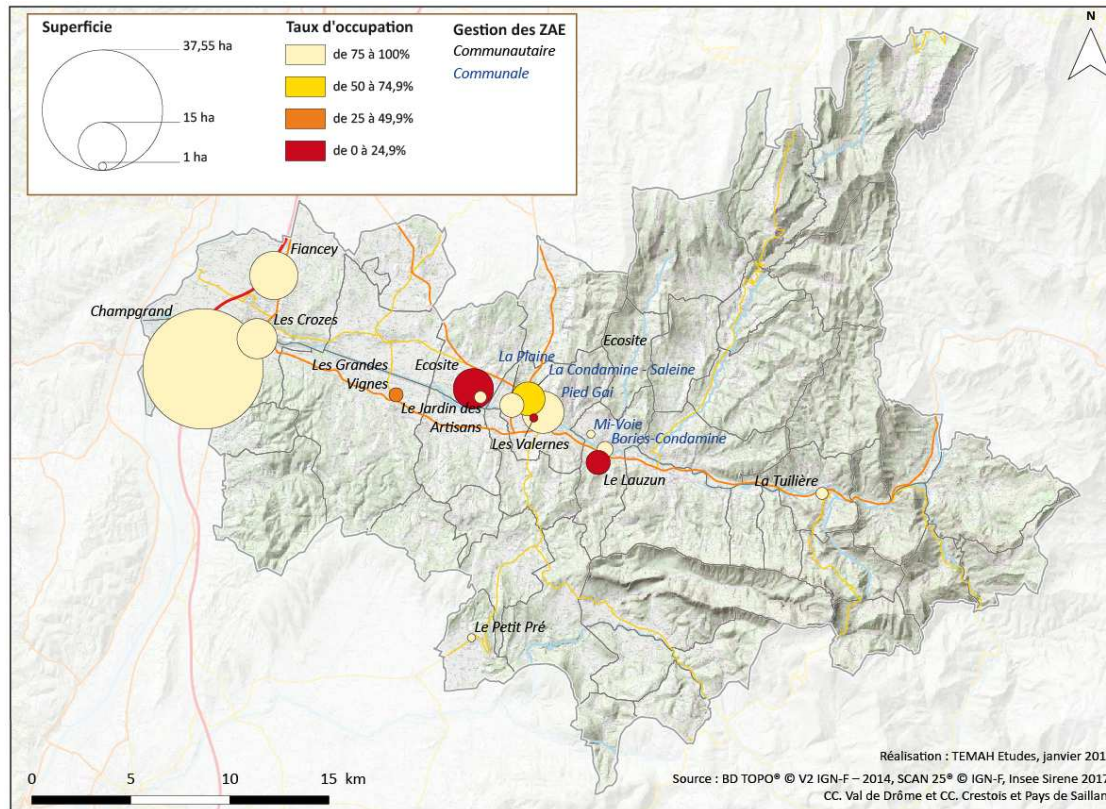 Superficie
37,55 ha
15 ha
1 ha
Taux d'occupation
de 75 à 100%
de 50 à 74,9%
de 25 à 49,9%
de 0 à 24,9%
Gestion des ZAE
Communautaire
Communale
N
Fiancey
Champgrand
Les Crozes
Les Grandes
Vignes
Ecosite
La Plaine
Ecosite
La Condamine - Saleine
Pied Gai
Le Jardin des
Artisans
Les Valernes
Mi-Voie
Bories-Condamine
Le Lauzun
La Tuilière
Le Petit Pré
0 5 10 15 km
Réalisation : TEMAH Etudes, janvier 201
Source : BD TOPO® © V2 IGN-F – 2014, SCAN 25® © IGN-F, Insee Sirene 2017
CC. Val de Drôme et CC. Crestois et Pays de Saillan